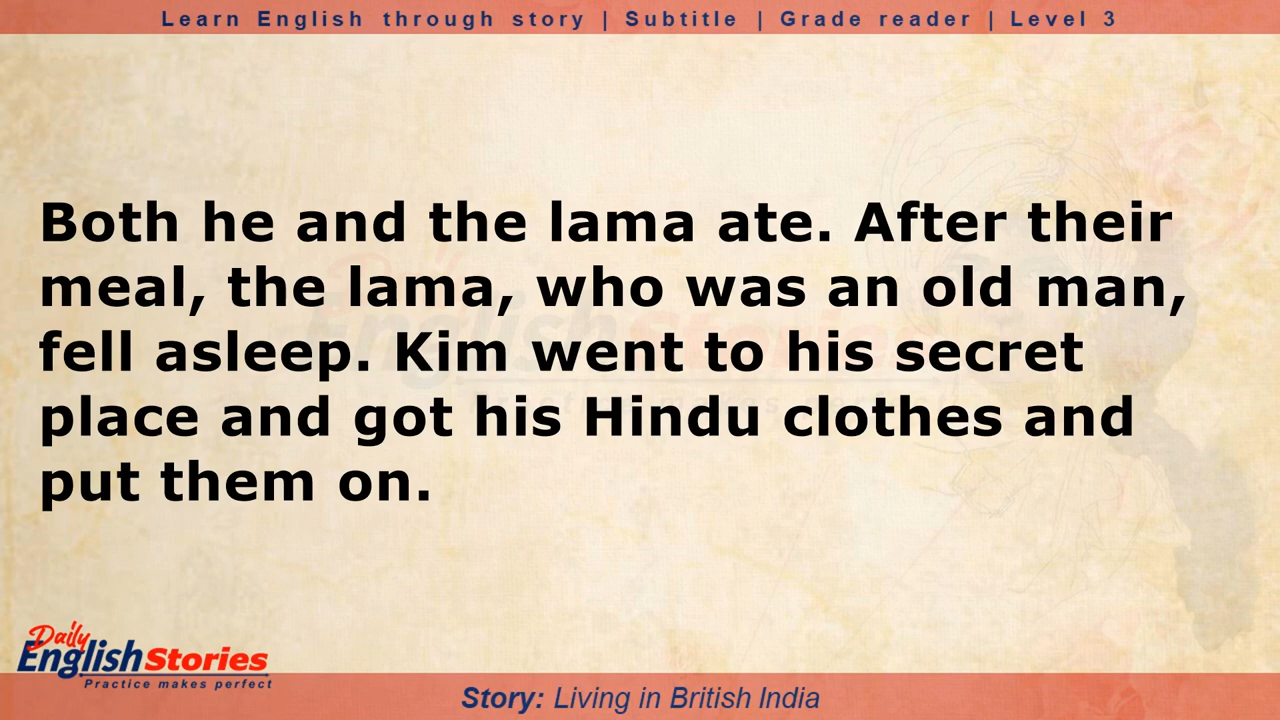 Learn English through story | Subtitle | Grade reader | Level 3
Both he and the lama ate. After their
meal, the lama, who was an old man,
fell asleep. Kim went to his secret
place and got his Hindu clothes and
put them on.
Daily
English Stories
Practice makes perfect
Story: Living in British India